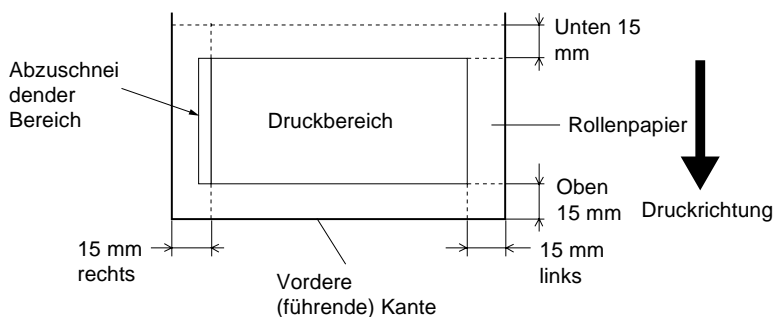 Unten 15
mm
Abzuschnei
dender
Bereich
Druckbereich
Rollenpapier
Oben
15 mm
Druckrichtung
15 mm
rechts
15 mm
links
Vordere
(führende) Kante